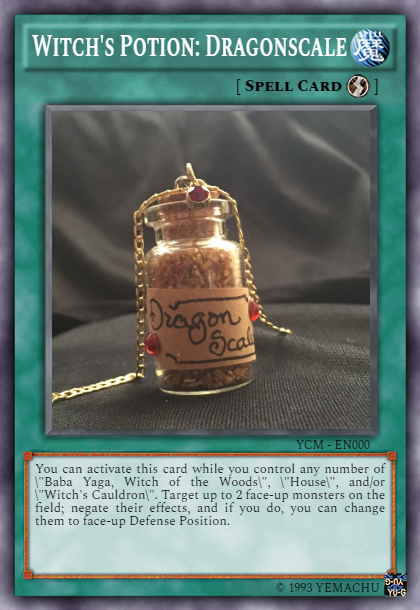 Witch's Potion: Dragonscale
[ Spell Card ]
Dragon
Scal
YCM - EN000
You can activate this card while you control any number of
\"Baba Yaga, Witch of the Woods\", \"House\", and/or
\"Witch's Cauldron\". Target up to 2 face-up monsters on the
field; negate their effects, and if you do, you can change
them to face-up Defense Position.
© 1993 YEMACHU